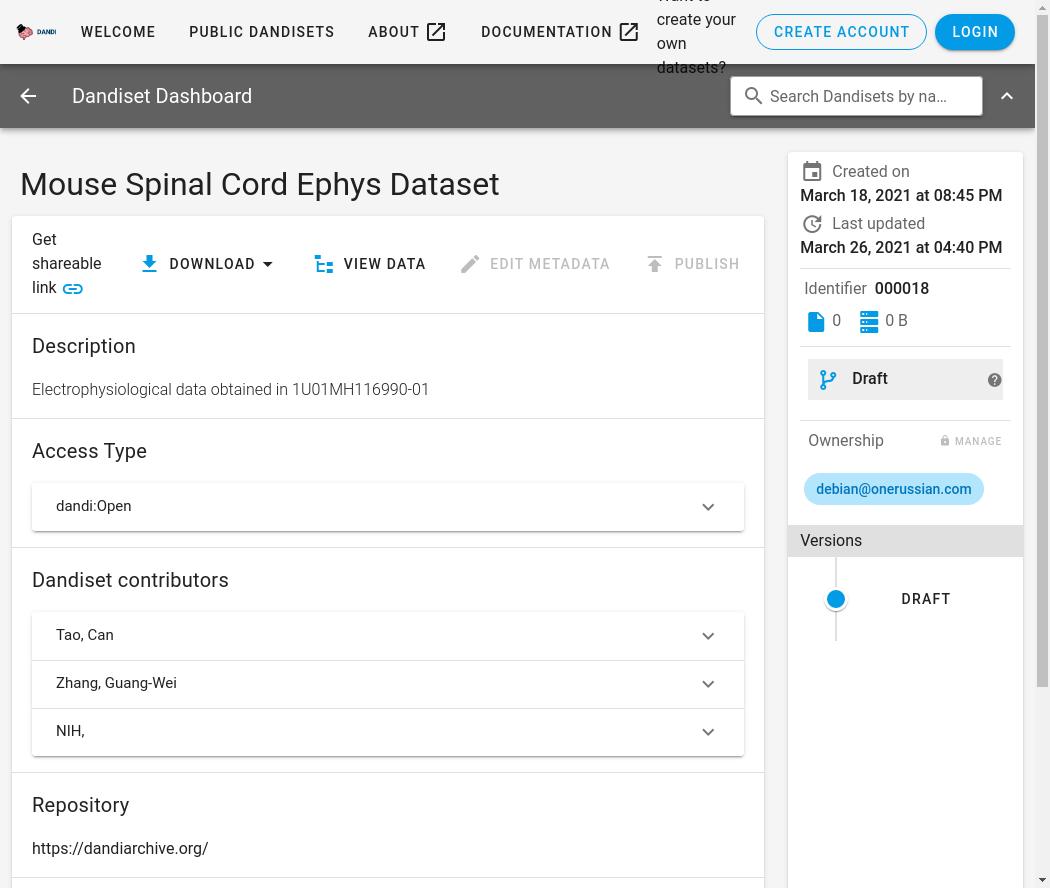 DANDI
WELCOME
PUBLIC DANDISETS
ABOUT
DOCUMENTATION
Want to
create your
own
datasets?
CREATE ACCOUNT
LOGIN
Dandiset Dashboard
Search Dandisets by na...
Mouse Spinal Cord Ephys Dataset
Get
shareable
link
DOWNLOAD
VIEW DATA
EDIT METADATA
PUBLISH
Description
Electrophysiological data obtained in 1U01MH116990-01
Access Type
dandi:Open
Dandiset contributors
Tao, Can
Zhang, Guang-Wei
NIH,
Repository
https://dandiarchive.org/
Created on
March 18, 2021 at 08:45 PM
Last updated
March 26, 2021 at 04:40 PM
Identifier 000018
0 0 B
Draft
Ownership MANAGE
debian@onerussian.com
Versions
DRAFT